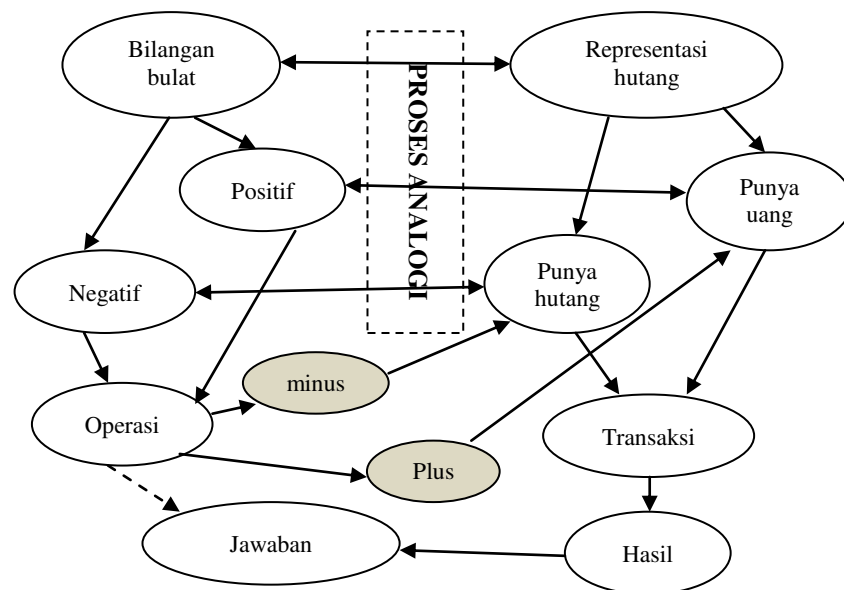 Bilangan
bulat
Representasi
hutang
PROSES ANALOGI
Positif
Punya
uang
Negatif
Punya
hutang
minus
Operasi
Transaksi
Plus
Jawaban
Hasil